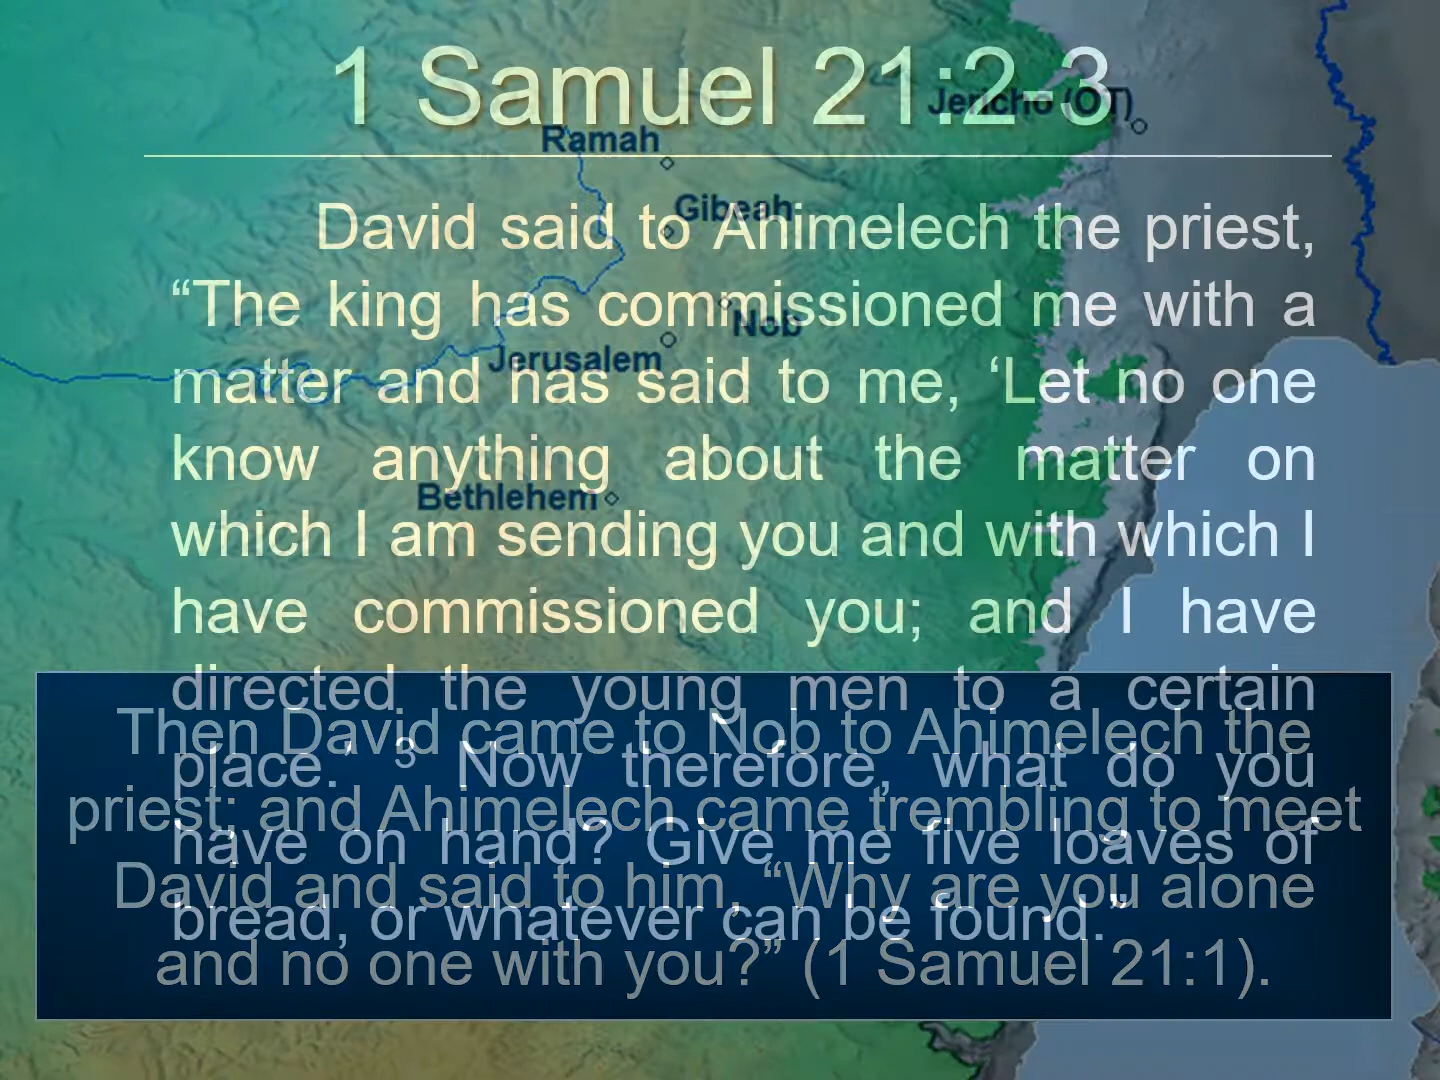 1 Samuel 21:2-3
Jericho (OT)
Ramah
Gibeah
David said to Ahimelech the priest,
“The king has commissioned me with a
Nob
Jerusalem
matter and has said to me, ‘Let no one
know anything about the matter on
Bethlehem
which I am sending you and with which I
have commissioned you; and I have
directed the young men to a certain
place.’ ³ Now therefore, what do you
have on hand? Give me five loaves of
bread, or whatever can be found.”
Then David came to Nob to Ahimelech the
priest; and Ahimelech came trembling to meet
David and said to him, “Why are you alone
and no one with you?” (1 Samuel 21:1).